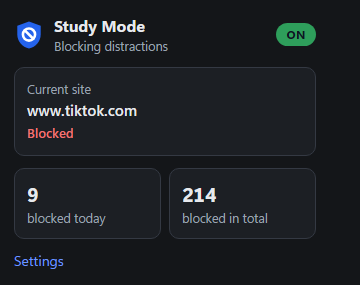 Study Mode
Blocking distractions
ON
Current site
www.tiktok.com
Blocked
9
blocked today
214
blocked in total
Settings